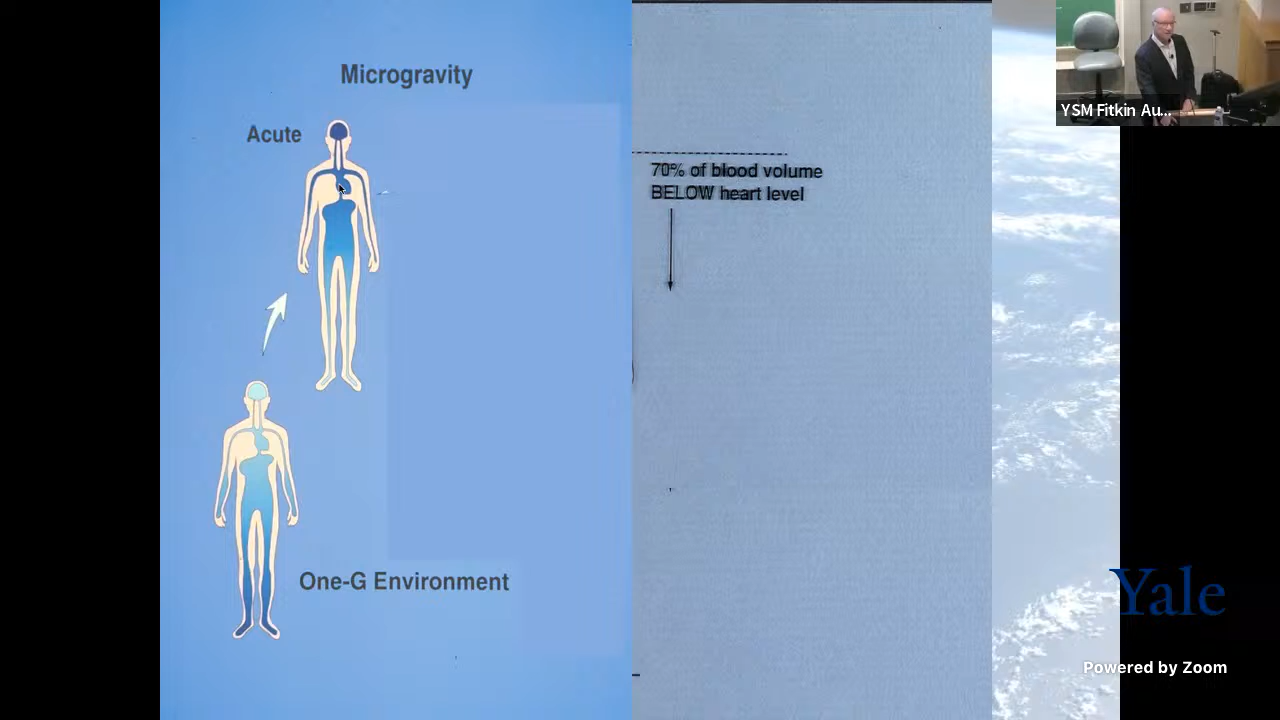 Microgravity
Acute
One-G Environment
70% of blood volume
BELOW heart level
YSM Fitkin Au...
Yale
Powered by Zoom